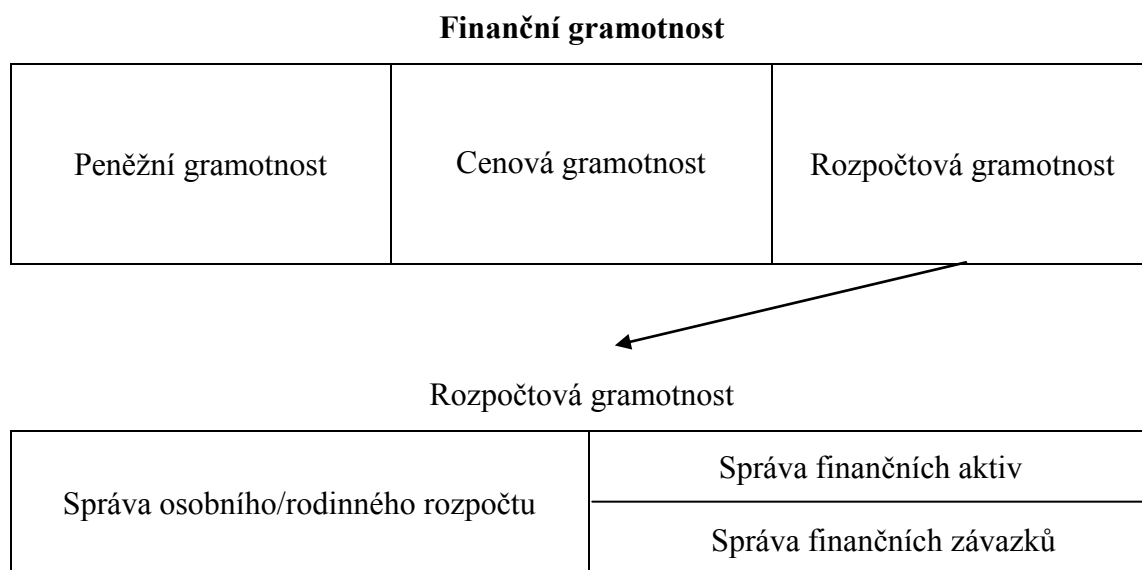 Finanční gramotnost
Peněžní gramotnost
Cenová gramotnost
Rozpočtová gramotnost
Rozpočtová gramotnost
Správa osobního/rodinného rozpočtu
Správa finančních aktiv
Správa finančních závazků